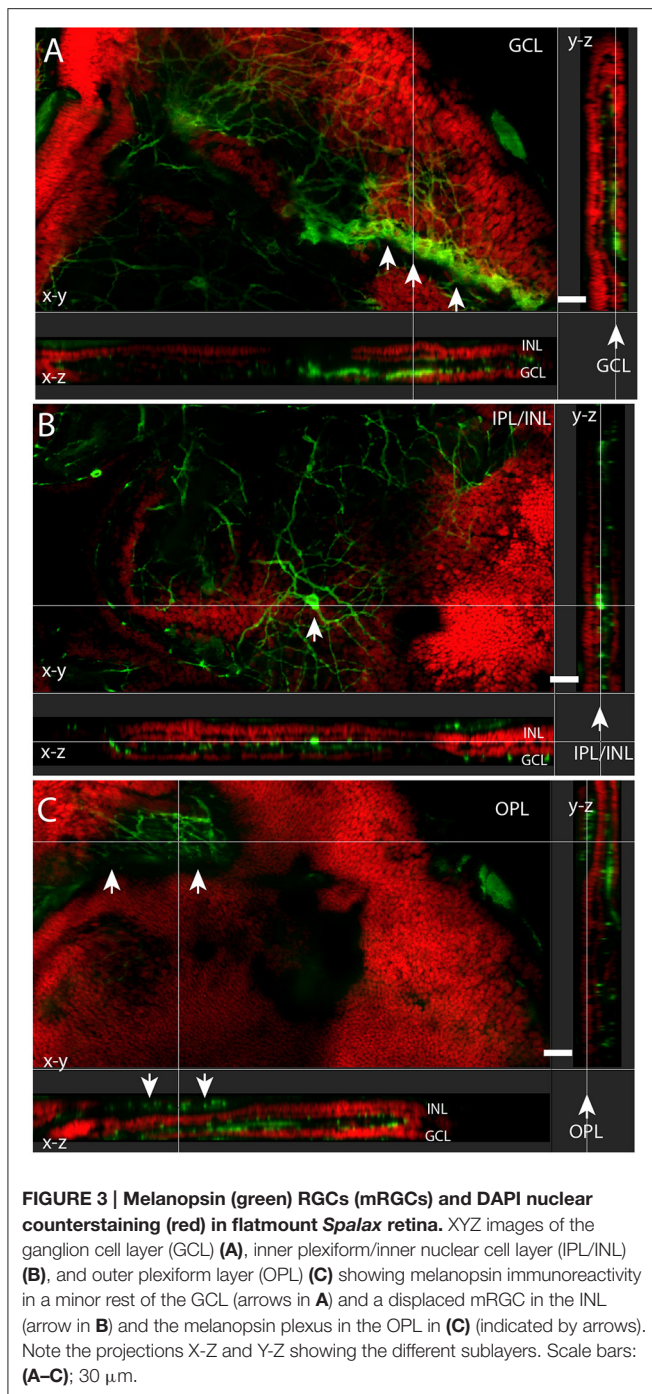 A
GCL
y-z
x-y
INL
x-z
GCL
GCL
B
IPL/INL
y-z
x-y
INL
x-z
GCL
IPL/INL
C
OPL
y-z
x-y
INL
x-z
GCL
OPL
FIGURE 3 | Melanopsin (green) RGCs (mRGCs) and DAPI nuclear
counterstaining (red) in flatmount Spalax retina. XYZ images of the
ganglion cell layer (GCL) (A), inner plexiform/inner nuclear cell layer (IPL/INL)
(B), and outer plexiform layer (OPL) (C) showing melanopsin immunoreactivity
in a minor rest of the GCL (arrows in A) and a displaced mRGC in the INL
(arrow in B) and the melanopsin plexus in the OPL in (C) (indicated by arrows).
Note the projections X-Z and Y-Z showing the different sublayers. Scale bars:
(A–C); 30 μm.